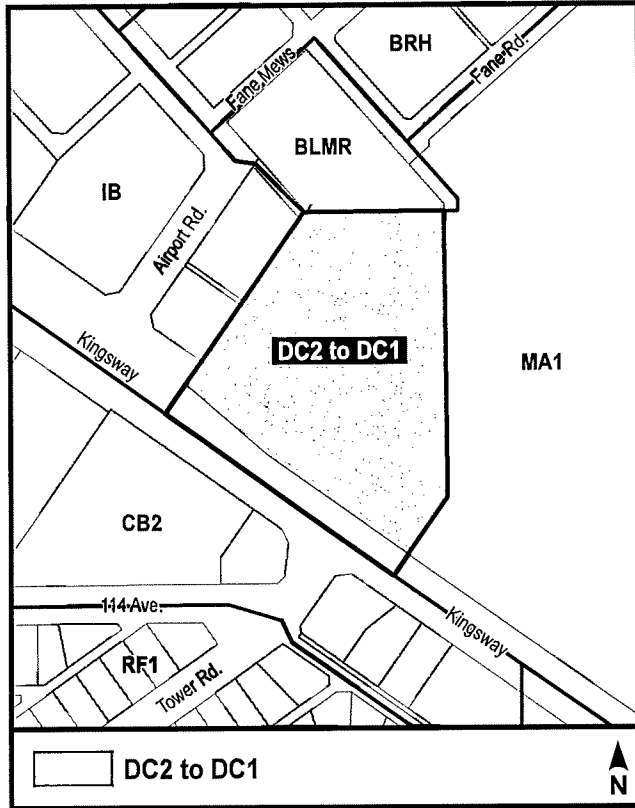 BRH
Fane Mews
Fane Rd.
BLMR
IB
Airport Rd.
DC2 to DC1
Kingsway
MA1
CB2
114 Ave.
Kingsway
RF1
Tower Rd.
DC2 to DC1
N